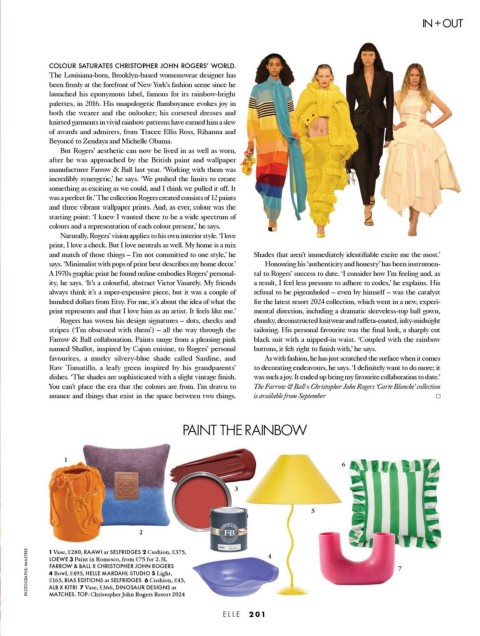 IN + OUT
COLOUR SATURATES CHRISTOPHER JOHN ROGERS' WORLD.
The Louisiana-born, Brooklyn-based womenswear designer has
been firmly at the forefront of New York's fashion scene since he
launched his eponymous label, famous for its rainbow-bright
palettes, in 2016. His unapologetic flamboyance evokes joy in
both the wearer and the onlooker; his corseted dresses and
knitted garments in vivid rainbow patterns have earned him a slew
of awards and admirers, from Tracee Ellis Ross, Rihanna and
Beyoncé to Zendaya and Michelle Obama.
But Rogers' aesthetic can now be lived in as well as worn,
after he was approached by the British paint and wallpaper
manufacturer Farrow & Ball last year. 'Working with them was
incredibly synergetic,' he says. 'We pushed the limits to create
something as exciting as we could, and I think we pulled it off. It
was a perfect fit.' The collection Rogers created consists of 12 paints
and three vibrant wallpaper prints. And, as ever, colour was the
starting point: 'I knew I wanted there to be a wide spectrum of
colours and a representation of each colour present,' he says.
Naturally, Rogers' vision applies to his own interior style. 'I love
print, I love a check. But I love neutrals as well. My home is a mix
and match of those things – I'm not committed to one style,' he
says. 'Minimalist with pops of print best describes my home decor.'
A 1970s graphic print he found online embodies Rogers' personal-
ity, he says. 'It's a colourful, abstract Victor Vasarely. My friends
always think it's a super-expensive piece, but it was a couple of
hundred dollars from Etsy. For me, it's about the idea of what the
print represents and that I love him as an artist. It feels like me.'
Rogers has woven his design signatures – dots, checks and
stripes ('I'm obsessed with them') – all the way through the
Farrow & Ball collaboration. Paints range from a pleasing pink
named Shallot, inspired by Cajun cuisine, to Rogers' personal
favourites, a murky silvery-blue shade called Sardine, and
Raw Tomatillo, a leafy green inspired by his grandparents'
dishes. 'The shades are sophisticated with a slight vintage finish.
You can't place the era that the colours are from. I'm drawn to
nuance and things that exist in the space between two things.
Shades that aren't immediately identifiable excite me the most.'
Honouring his 'authenticity and honesty' has been instrumen-
tal to Rogers' success to date. 'I consider how I'm feeling and, as
a result, I feel less pressure to adhere to codes,' he explains. His
refusal to be pigeonholed – even by himself – was the catalyst
for the latest resort 2024 collection, which went in a new, experi-
mental direction, including a dramatic sleeveless-top ball gown,
chunky, deconstructed knitwear and taffeta-coated, inky-midnight
tailoring. His personal favourite was the final look, a sharply cut
black suit with a nipped-in waist. 'Coupled with the rainbow
buttons, it felt right to finish with,' he says.
As with fashion, he has just scratched the surface when it comes
to decorating endeavours, he says. 'I definitely want to do more; it
was such a joy. It ended up being my favourite collaboration to date.'
The Farrow & Ball x Christopher John Rogers 'Carte Blanche' collection
is available from September
PAINT THE RAINBOW
1
2
3
4
5
6
7
F&B
1 Vase, £280, RAAWI at SELFRIDGES 2 Cushion, £375,
LOEWE 3 Paint in Romesco, from £75 for 2.5l,
FARROW & BALL X CHRISTOPHER JOHN ROGERS
4 Bowl, £495, HELLE MARDAHL STUDIO 5 Light,
£165, BIAS EDITIONS at SELFRIDGES 6 Cushion, £45,
ALB X KITRI 7 Vase, £366, DINOSAUR DESIGNS at
MATCHES. TOP: Christopher John Rogers Resort 2024
ELLE 201